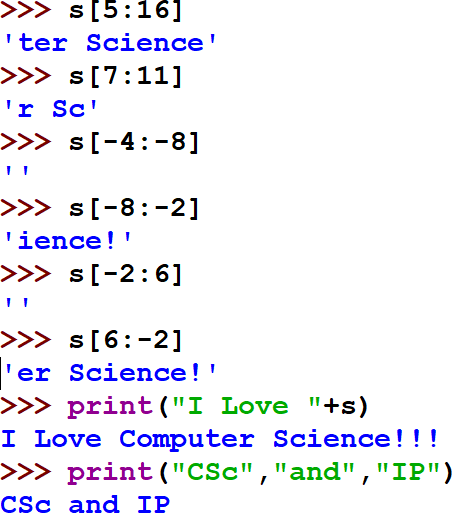 >>> s[5:16]
'ter Science'
>>> s[7:11]
'r Sc'
>>> s[-4:-8]
''
>>> s[-8:-2]
'ience!'
>>> s[-2:6]
''
>>> s[6:-2]
'er Science!'
>>> print("I Love "+s)
I Love Computer Science!!!
>>> print("CSc","and","IP")
CSc and IP